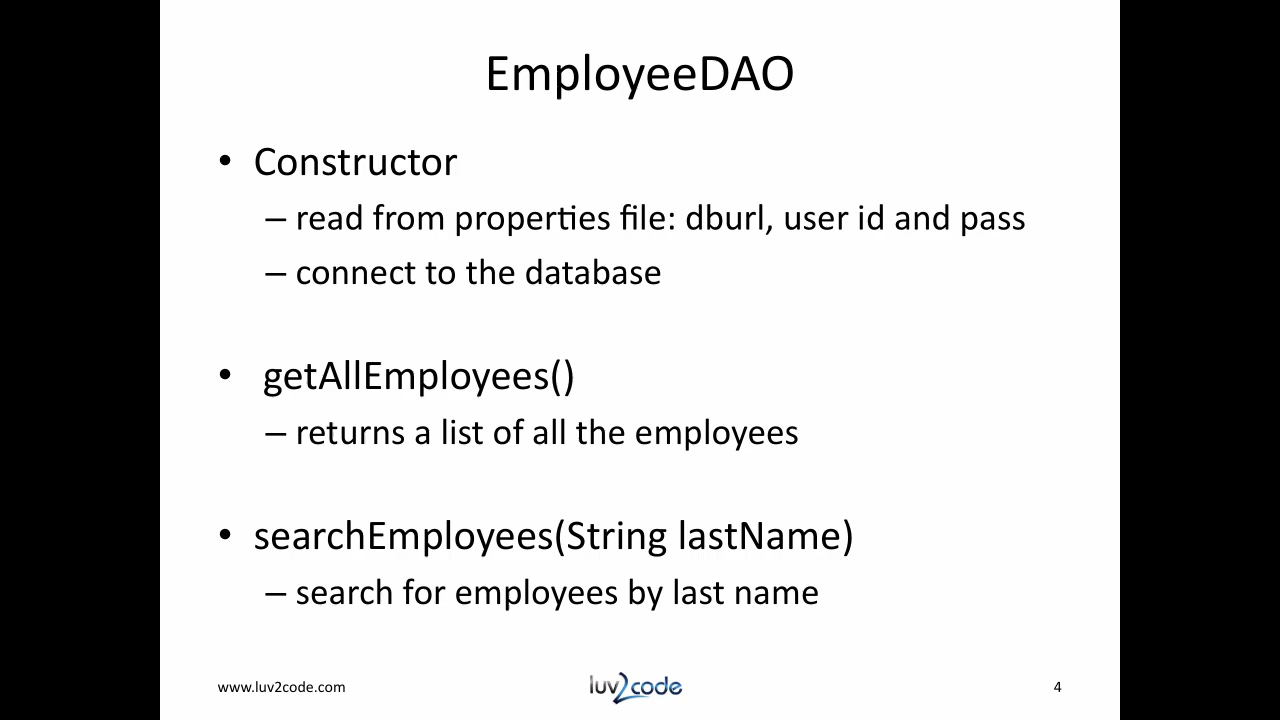 EmployeeDAO
• Constructor
– read from properties file: dburl, user id and pass
– connect to the database
• getAllEmployees()
– returns a list of all the employees
• searchEmployees(String lastName)
– search for employees by last name
www.luv2code.com luv2code 4